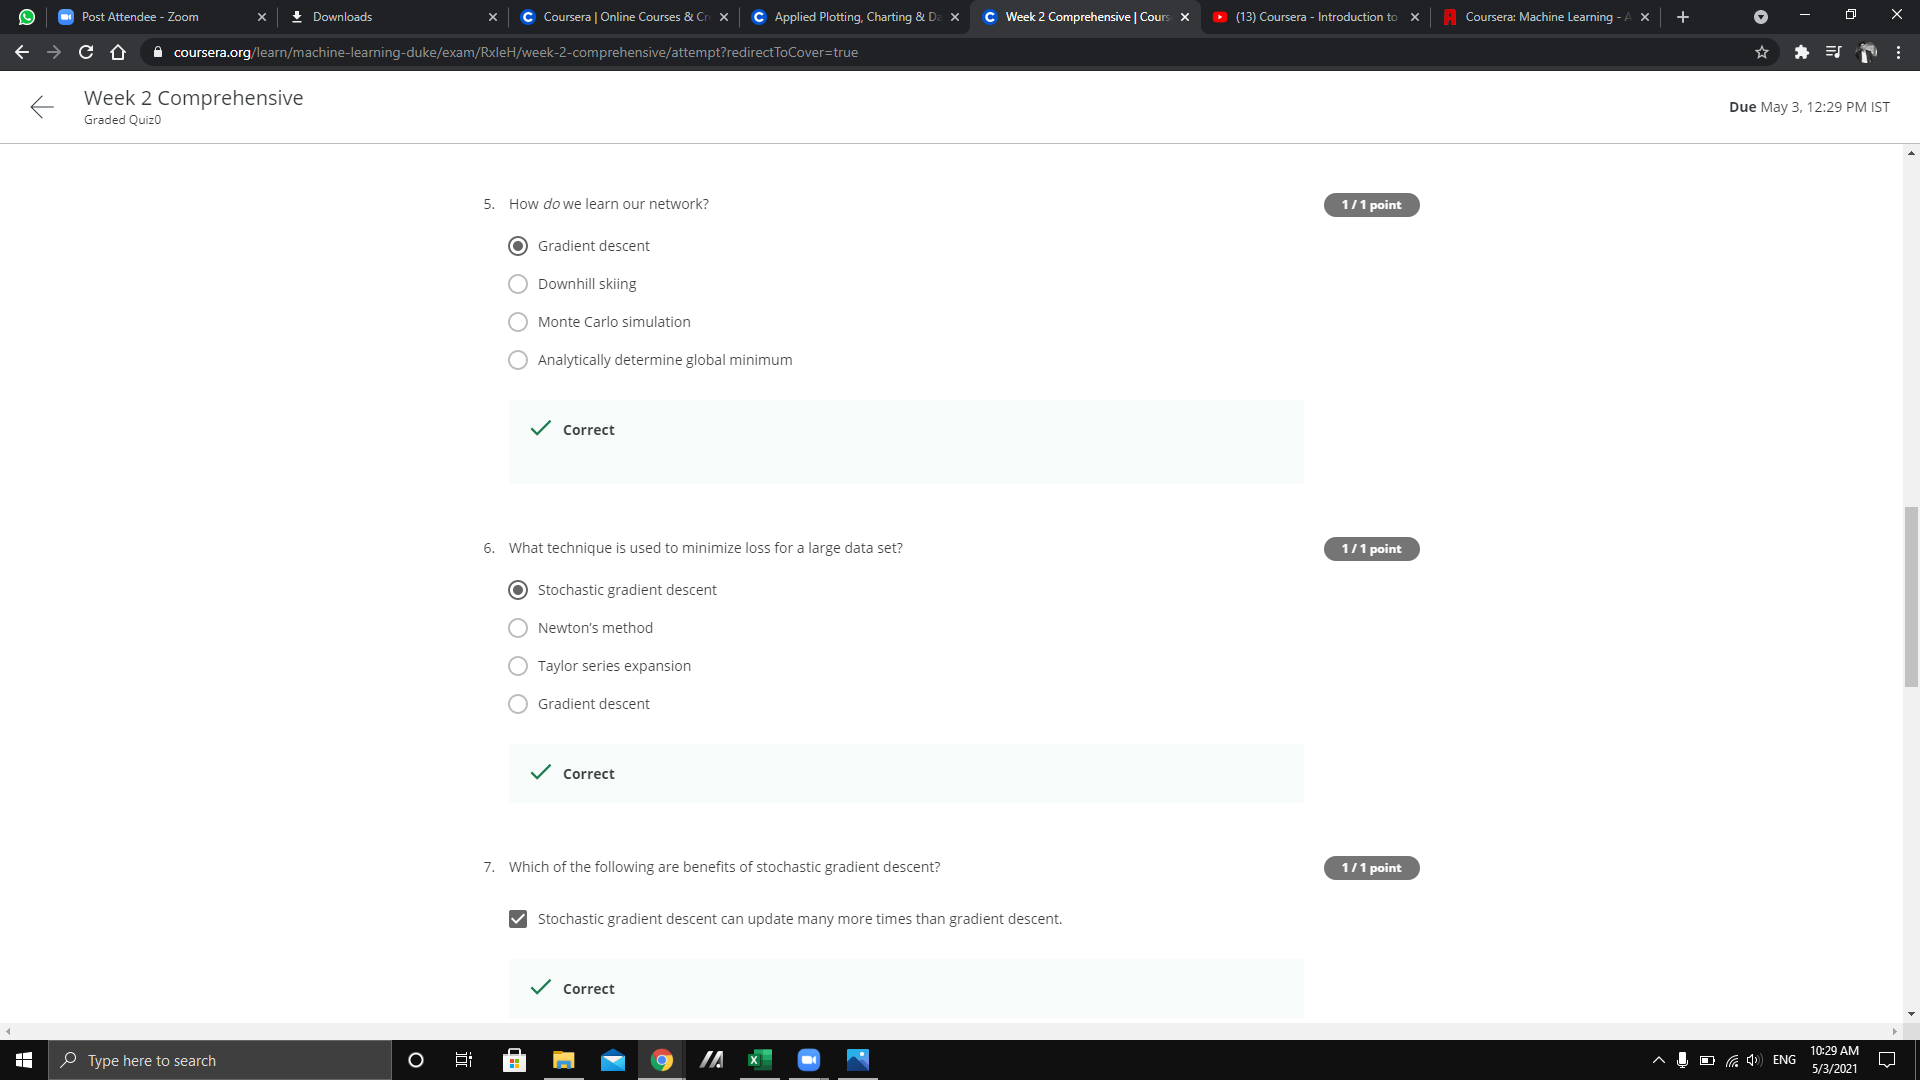 Post Attendee - Zoom
Downloads
Coursera | Online Courses & Cr
Applied Plotting, Charting & Da
Week 2 Comprehensive | Cours
(13) Coursera - Introduction to
Coursera: Machine Learning - A
coursera.org/learn/machine-learning-duke/exam/RxleH/week-2-comprehensive/attempt?redirectToCover=true
Week 2 Comprehensive
Graded Quiz0
Due May 3, 12:29 PM IST
5. How do we learn our network?
1 / 1 point
Gradient descent
Downhill skiing
Monte Carlo simulation
Analytically determine global minimum
Correct
6. What technique is used to minimize loss for a large data set?
1 / 1 point
Stochastic gradient descent
Newton's method
Taylor series expansion
Gradient descent
Correct
7. Which of the following are benefits of stochastic gradient descent?
1 / 1 point
Stochastic gradient descent can update many more times than gradient descent.
Correct
Type here to search
ENG
10:29 AM
5/3/2021